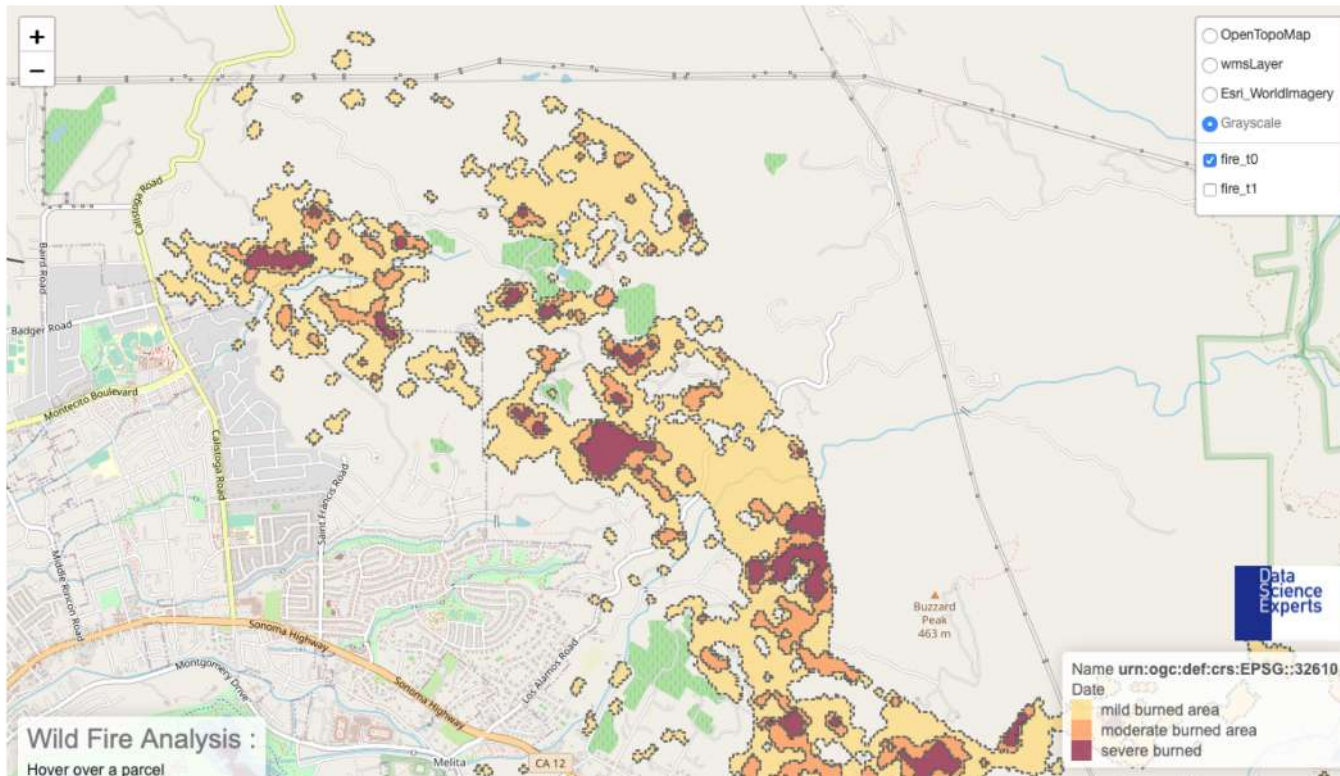 +
−
OpenTopoMap
wmsLayer
Esri_WorldImagery
Grayscale
fire_t0
fire_t1
Calistoga Road
Baird Road
Badger Road
Montecito Boulevard
Calistoga Road
Saint Francis Road
Middle Rincon Road
Sonoma Highway
Montgomery Drive
Sonoma Highway
Los Alamos Road
Melita
CA 12
Buzzard
Peak
463 m
Data
Science
Experts
Name urn:ogc:def:crs:EPSG::32610
Date
mild burned area
moderate burned area
severe burned
Wild Fire Analysis :
Hover over a parcel